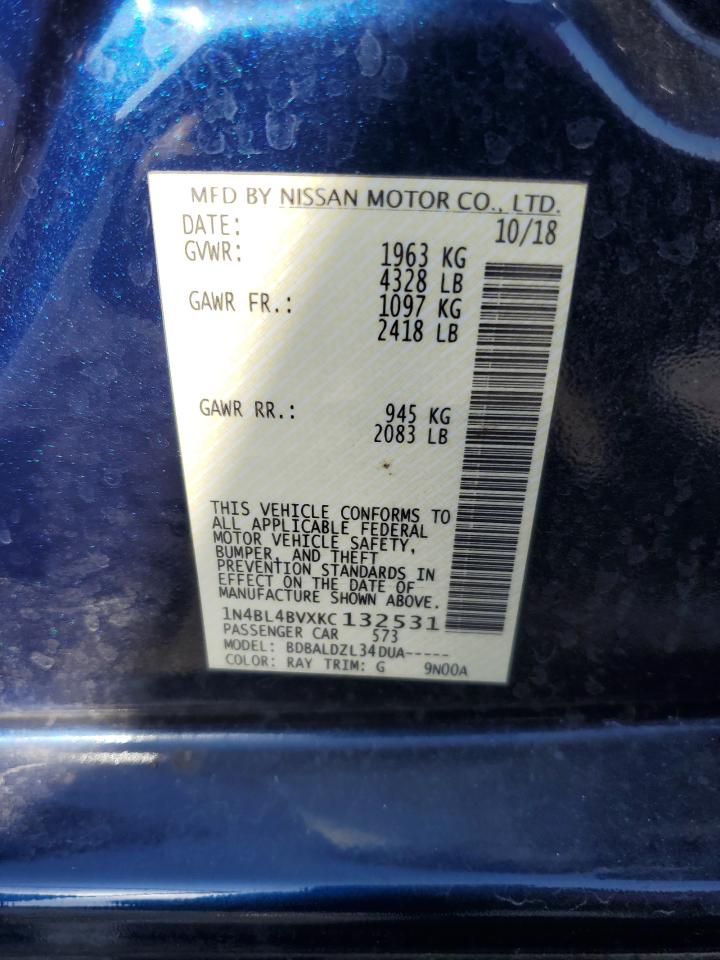 MFD BY NISSAN MOTOR CO., LTD.
DATE: 10/18
GVWR: 1963 KG
4328 LB
GAWR FR.: 1097 KG
2418 LB
GAWR RR.: 945 KG
2083 LB
THIS VEHICLE CONFORMS TO
ALL APPLICABLE FEDERAL
MOTOR VEHICLE SAFETY,
BUMPER, AND THEFT
PREVENTION STANDARDS IN
EFFECT ON THE DATE OF
MANUFACTURE SHOWN ABOVE.
1N4BL4BVXKC 132531
PASSENGER CAR 573
MODEL: BDBALDZL34DUA-----
COLOR: RAY TRIM: G 9N00A